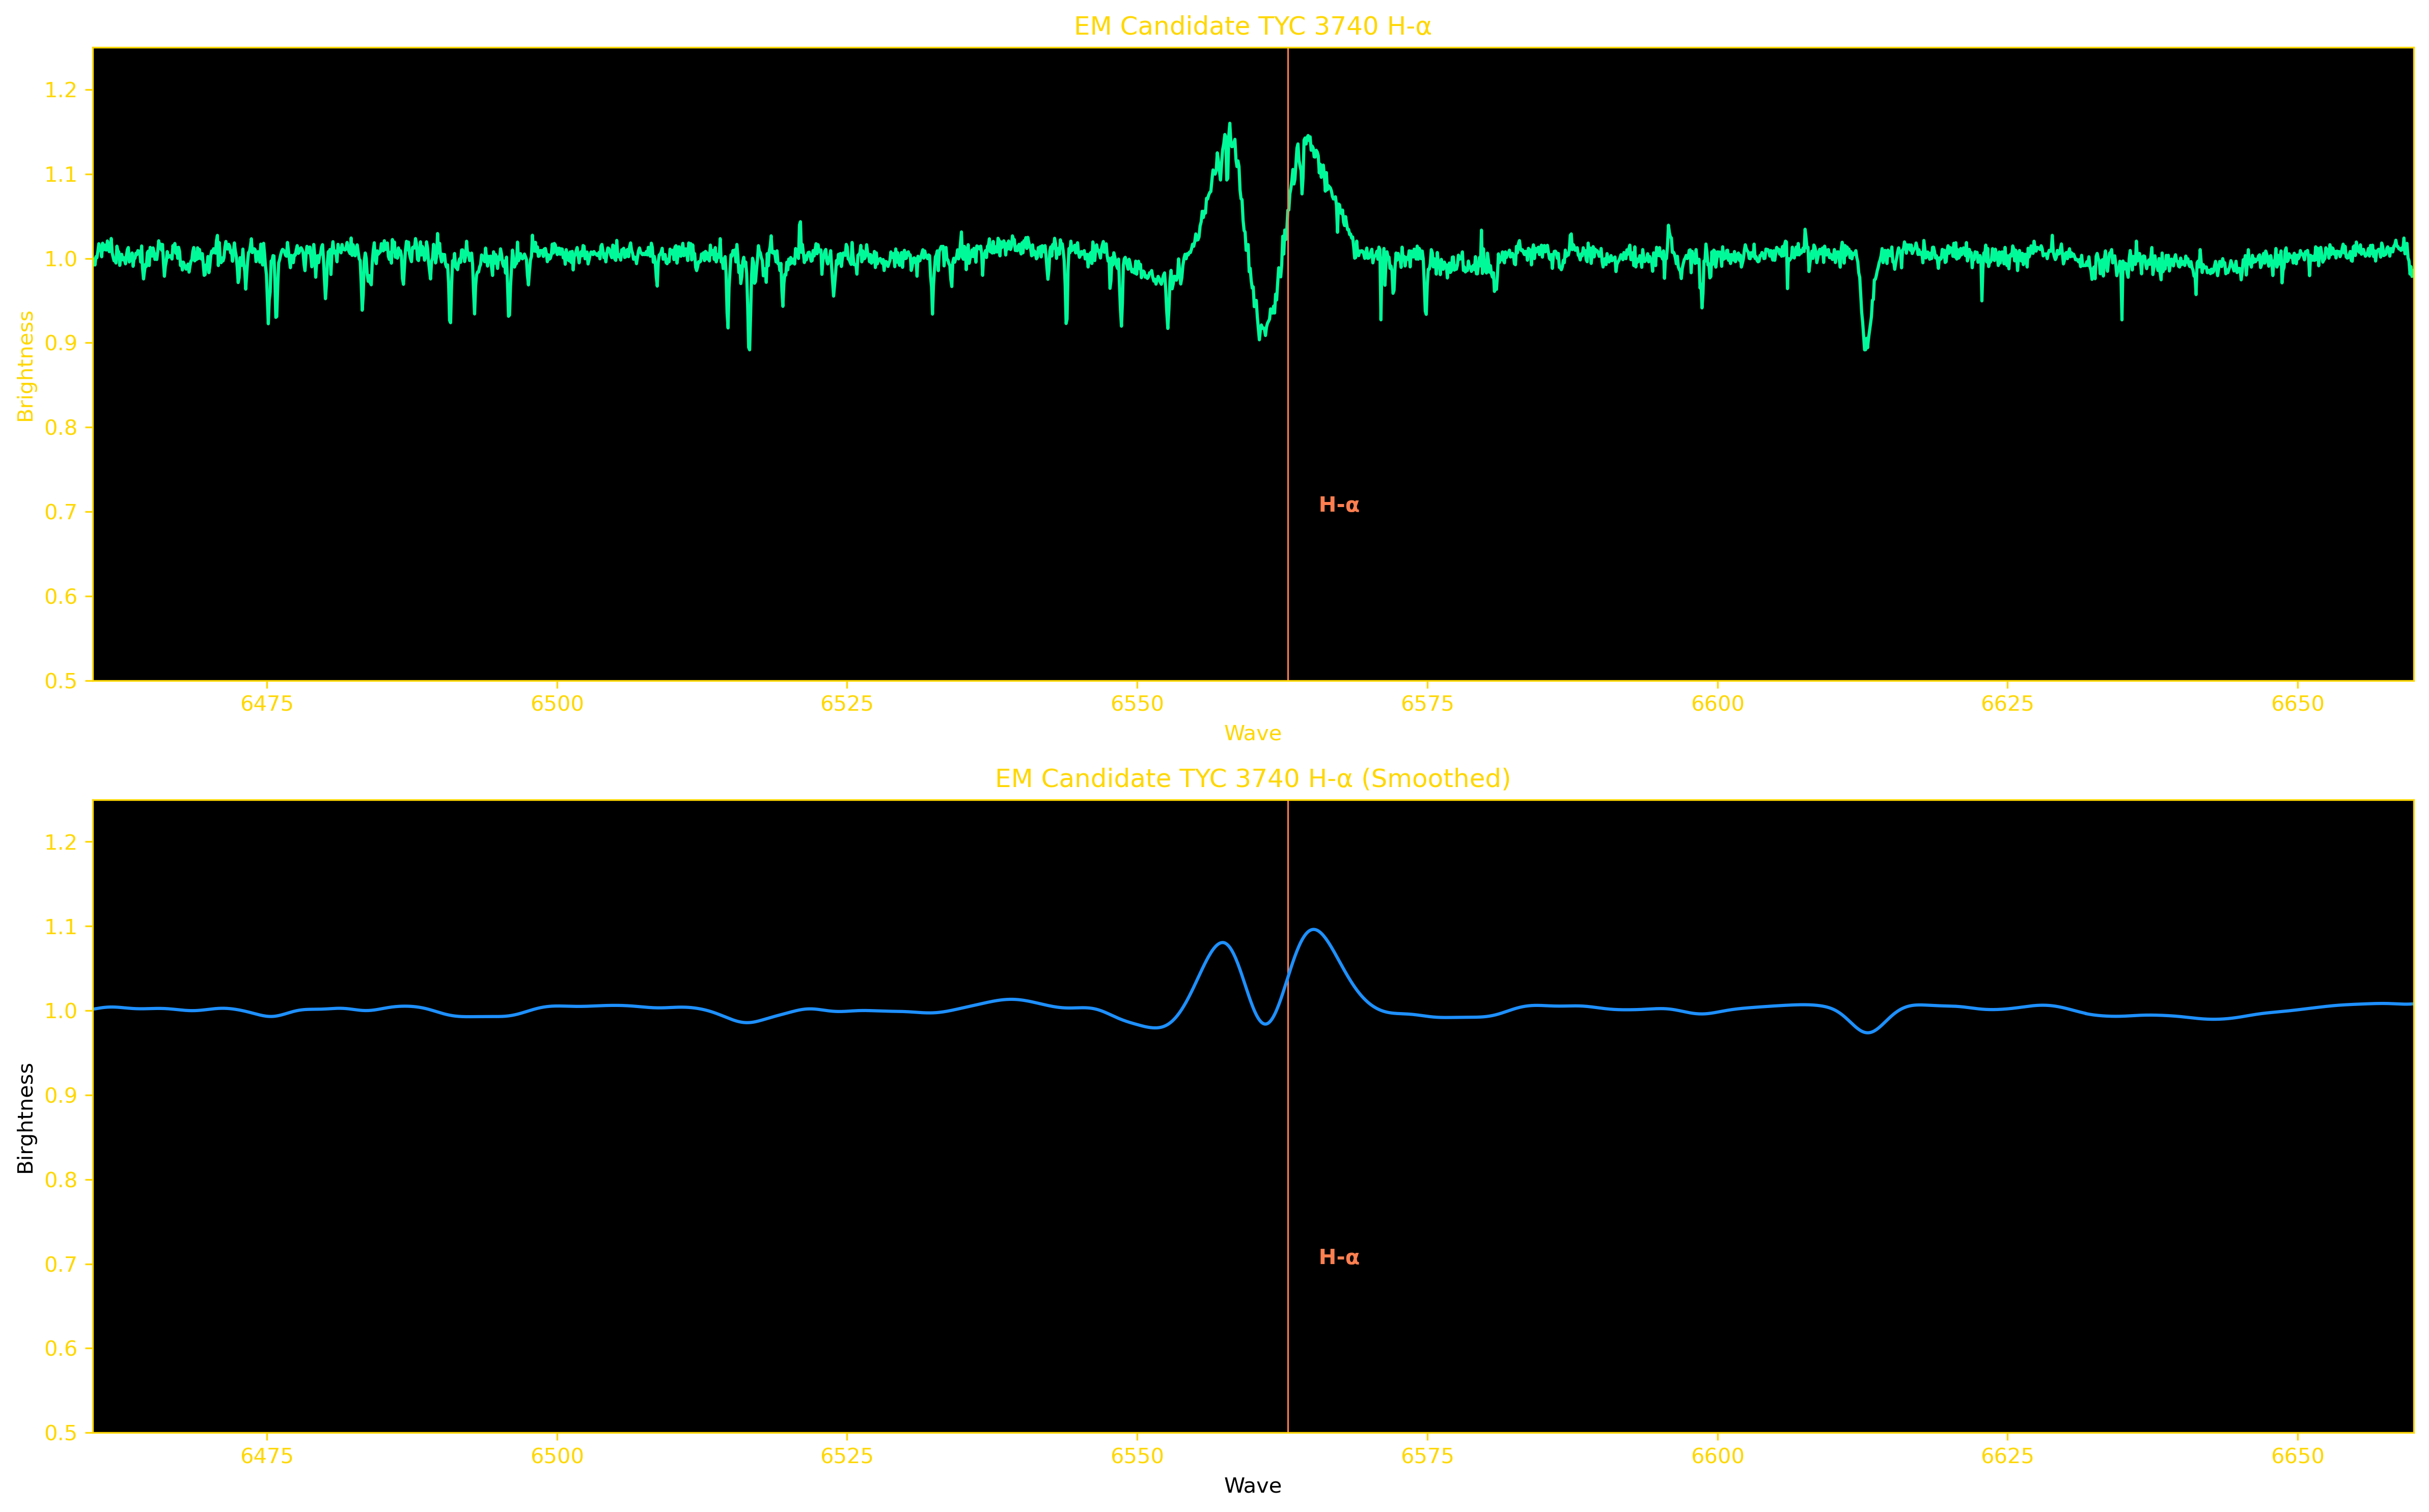 EM Candidate TYC 3740 H-α
1.2
1.1
1.0
0.9
0.8
0.7
0.6
0.5
Brightness
H-α
6475 6500 6525 6550 6575 6600 6625 6650
Wave
EM Candidate TYC 3740 H-α (Smoothed)
1.2
1.1
1.0
0.9
0.8
0.7
0.6
0.5
Birghtness
H-α
6475 6500 6525 6550 6575 6600 6625 6650
Wave